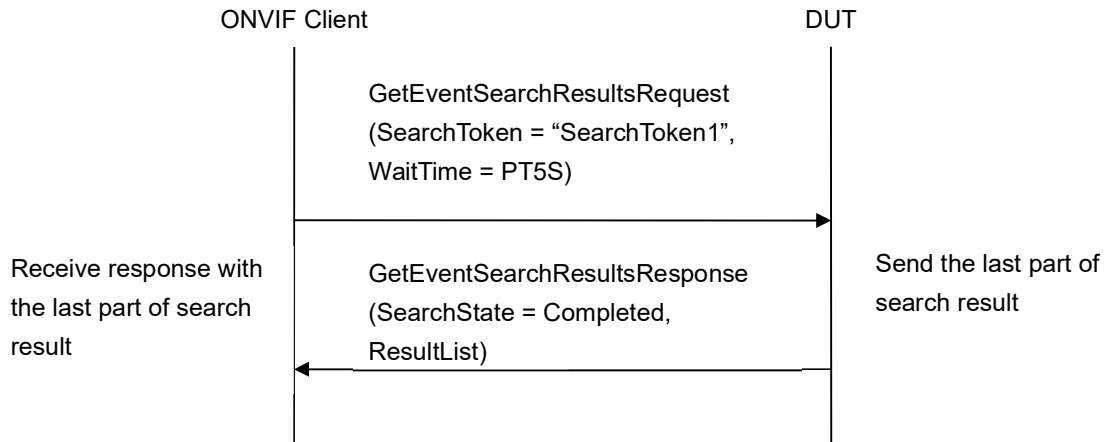 ONVIF Client
DUT
GetEventSearchResultsRequest
(SearchToken = “SearchToken1”,
WaitTime = PT5S)
Receive response with
the last part of search
result
GetEventSearchResultsResponse
(SearchState = Completed,
ResultList)
Send the last part of
search result